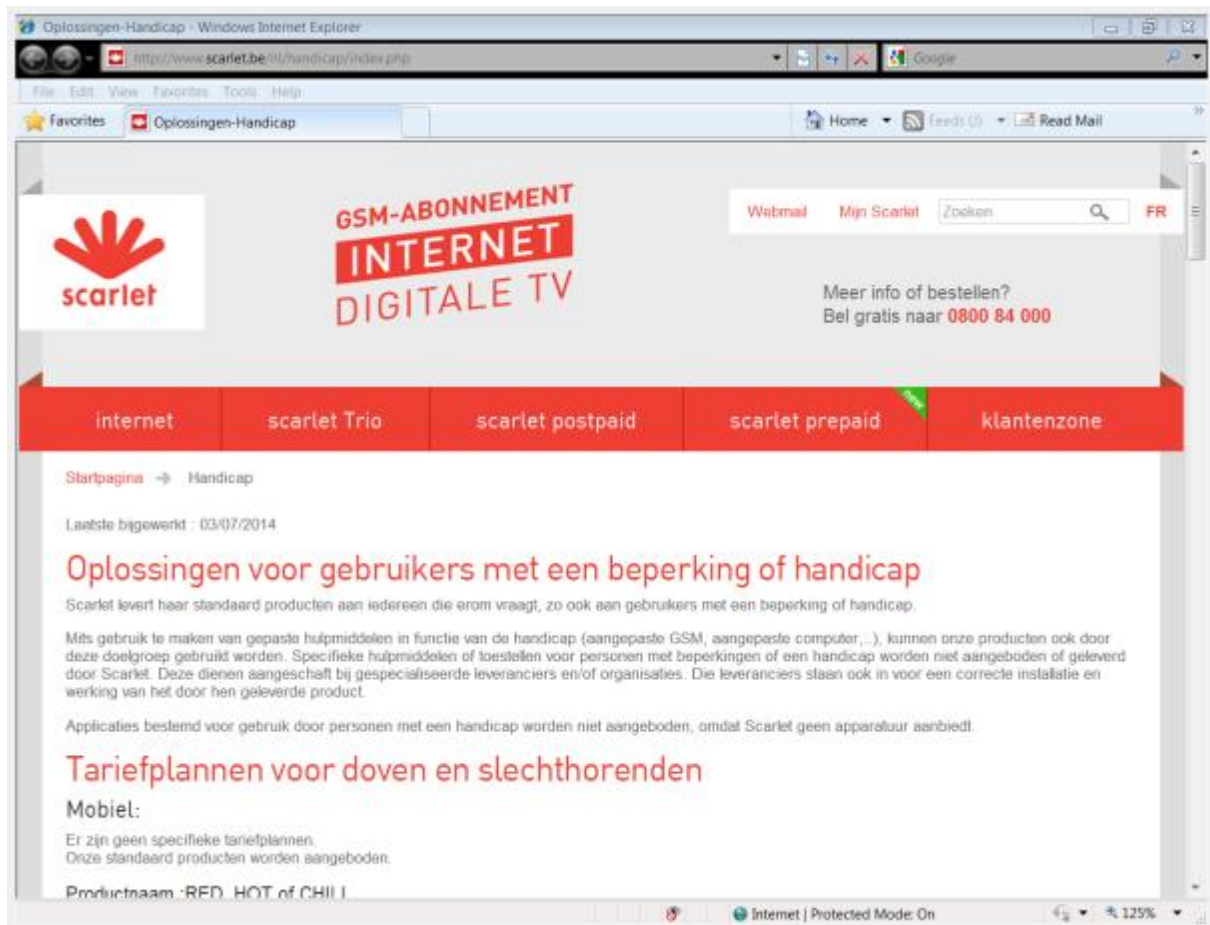 Oplossingen-Handicap - Windows Internet Explorer
http://www.scarlet.be/nl/handicap/index.php
Google
File Edit View Favorites Tools Help
Favorites Oplossingen-Handicap Home Feeds (J) Read Mail
scarlet
GSM-ABONNEMENT
INTERNET
DIGITALE TV
Webmail Mijn Scarlet Zoeken FR
Meer info of bestellen?
Bel gratis naar 0800 84 000
internet scarlet Trio scarlet postpaid scarlet prepaid new klantenzone
Startpagina Handicap
Laatste bijgewerkt : 03/07/2014
Oplossingen voor gebruikers met een beperking of handicap
Scarlet levert haar standaard producten aan iedereen die erom vraagt, zo ook aan gebruikers met een beperking of handicap.
Mits gebruik te maken van gepaste hulpmiddelen in functie van de handicap (aangepaste GSM, aangepaste computer,...), kunnen onze producten ook door
deze doelgroep gebruikt worden. Specifieke hulpmiddelen of toestellen voor personen met beperkingen of een handicap worden niet aangeboden of geleverd
door Scarlet. Deze dienen aangeschaft bij gespecialiseerde leveranciers en/of organisaties. Die leveranciers staan ook in voor een correcte installatie en
werking van het door hen geleverde product.
Applicaties bestemd voor gebruik door personen met een handicap worden niet aangeboden, omdat Scarlet geen apparatuur aanbiedt.
Tariefplannen voor doven en slechthorenden
Mobiel:
Er zijn geen specifieke tariefplannen.
Onze standaard producten worden aangeboden.
Productnaam :RED, HOT of CHILI
Internet | Protected Mode: On 125%